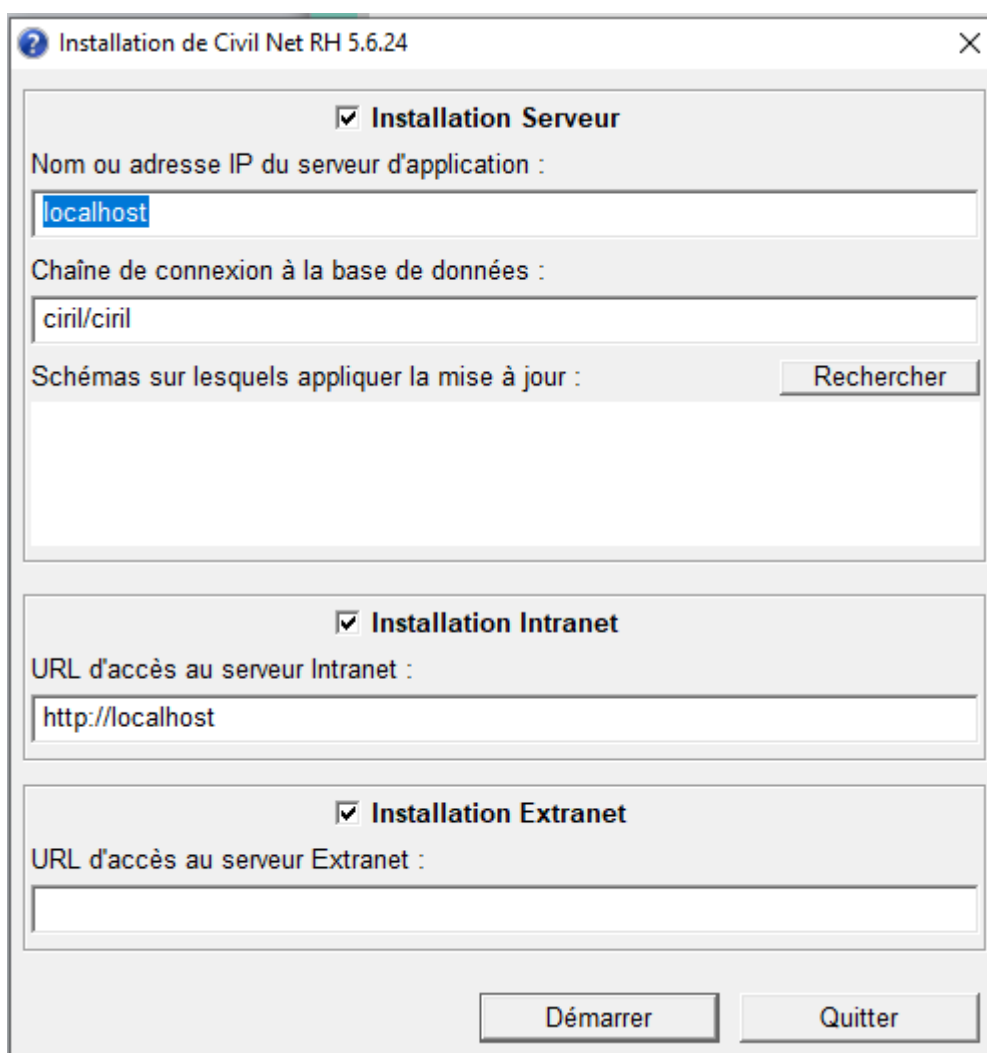 Installation de Civil Net RH 5.6.24
Installation Serveur
Nom ou adresse IP du serveur d'application :
localhost
Chaîne de connexion à la base de données :
ciril/ciril
Schémas sur lesquels appliquer la mise à jour :
Rechercher
Installation Intranet
URL d'accès au serveur Intranet :
http://localhost
Installation Extranet
URL d'accès au serveur Extranet :
Démarrer
Quitter